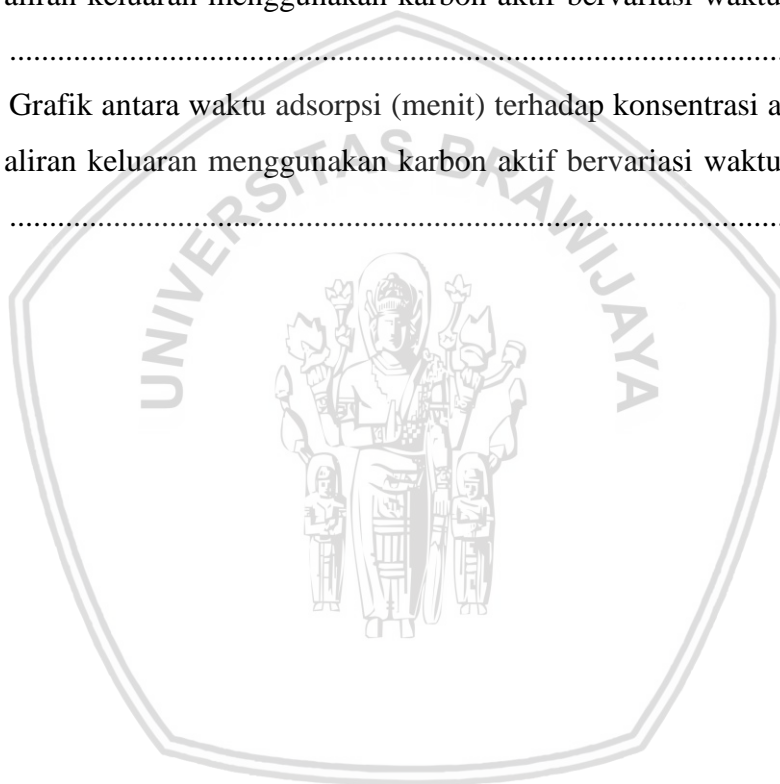 aliran keluaran menggunakan karbon aktif bervariasi waktu
................................................................................................
Grafik antara waktu adsorpsi (menit) terhadap konsentrasi a
aliran keluaran menggunakan karbon aktif bervariasi waktu
................................................................................................
UNIVERSITAS BRAWIJAYA